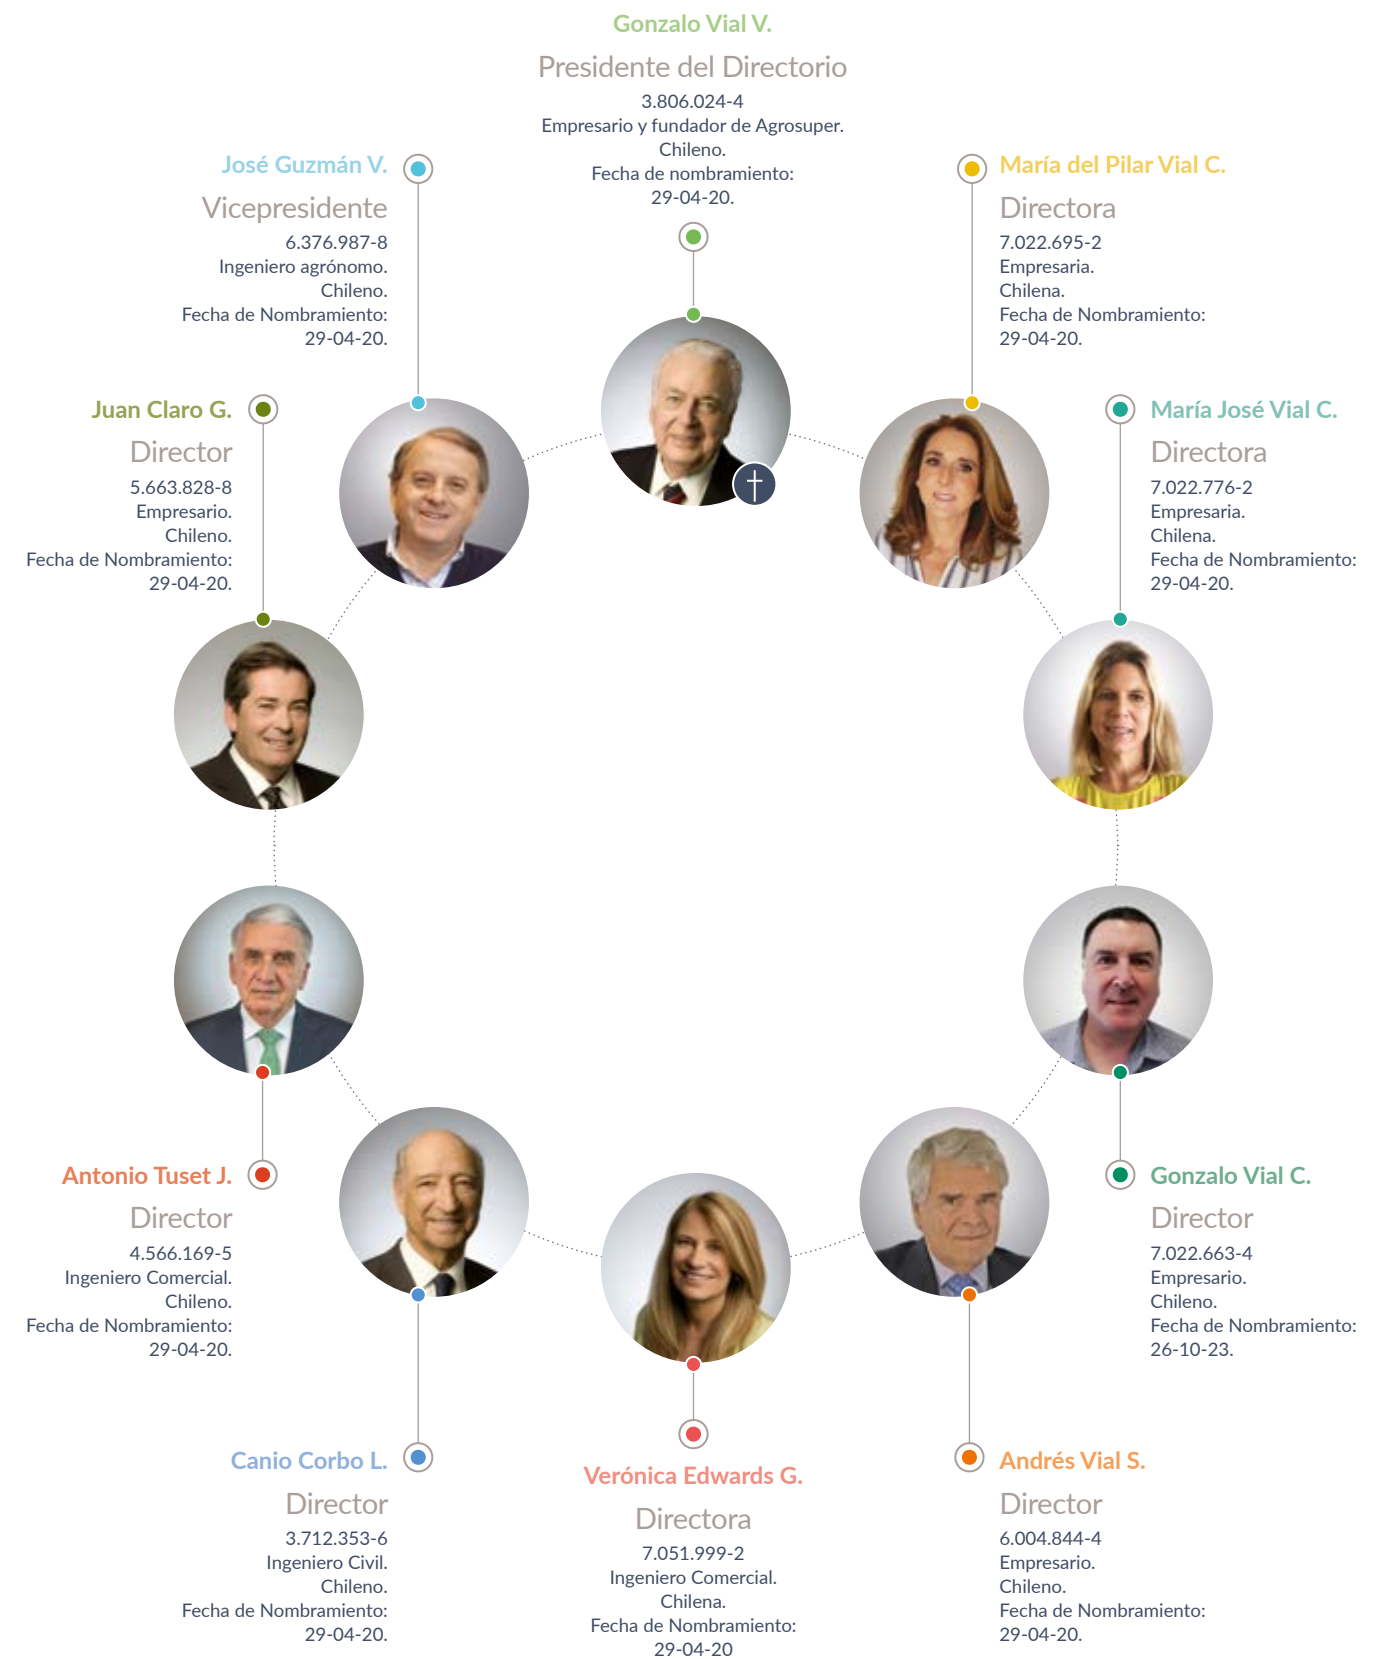 Gonzalo Vial V.
Presidente del Directorio
3.806.024-4
Empresario y fundador de Agrosuper.
Chileno.
Fecha de nombramiento:
29-04-20.
José Guzmán V.
Vicepresidente
6.376.987-8
Ingeniero agrónomo.
Chileno.
Fecha de Nombramiento:
29-04-20.
María del Pilar Vial C.
Directora
7.022.695-2
Empresaria.
Chilena.
Fecha de Nombramiento:
29-04-20.
Juan Claro G.
Director
5.663.828-8
Empresario.
Chileno.
Fecha de Nombramiento:
29-04-20.
María José Vial C.
Directora
7.022.776-2
Empresaria.
Chilena.
Fecha de Nombramiento:
29-04-20.
Antonio Tuset J.
Director
4.566.169-5
Ingeniero Comercial.
Chileno.
Fecha de Nombramiento:
29-04-20.
Gonzalo Vial C.
Director
7.022.663-4
Empresario.
Chileno.
Fecha de Nombramiento:
26-10-23.
Canio Corbo L.
Director
3.712.353-6
Ingeniero Civil.
Chileno.
Fecha de Nombramiento:
29-04-20.
Verónica Edwards G.
Directora
7.051.999-2
Ingeniero Comercial.
Chilena.
Fecha de Nombramiento:
29-04-20
Andrés Vial S.
Director
6.004.844-4
Empresario.
Chileno.
Fecha de Nombramiento:
29-04-20.